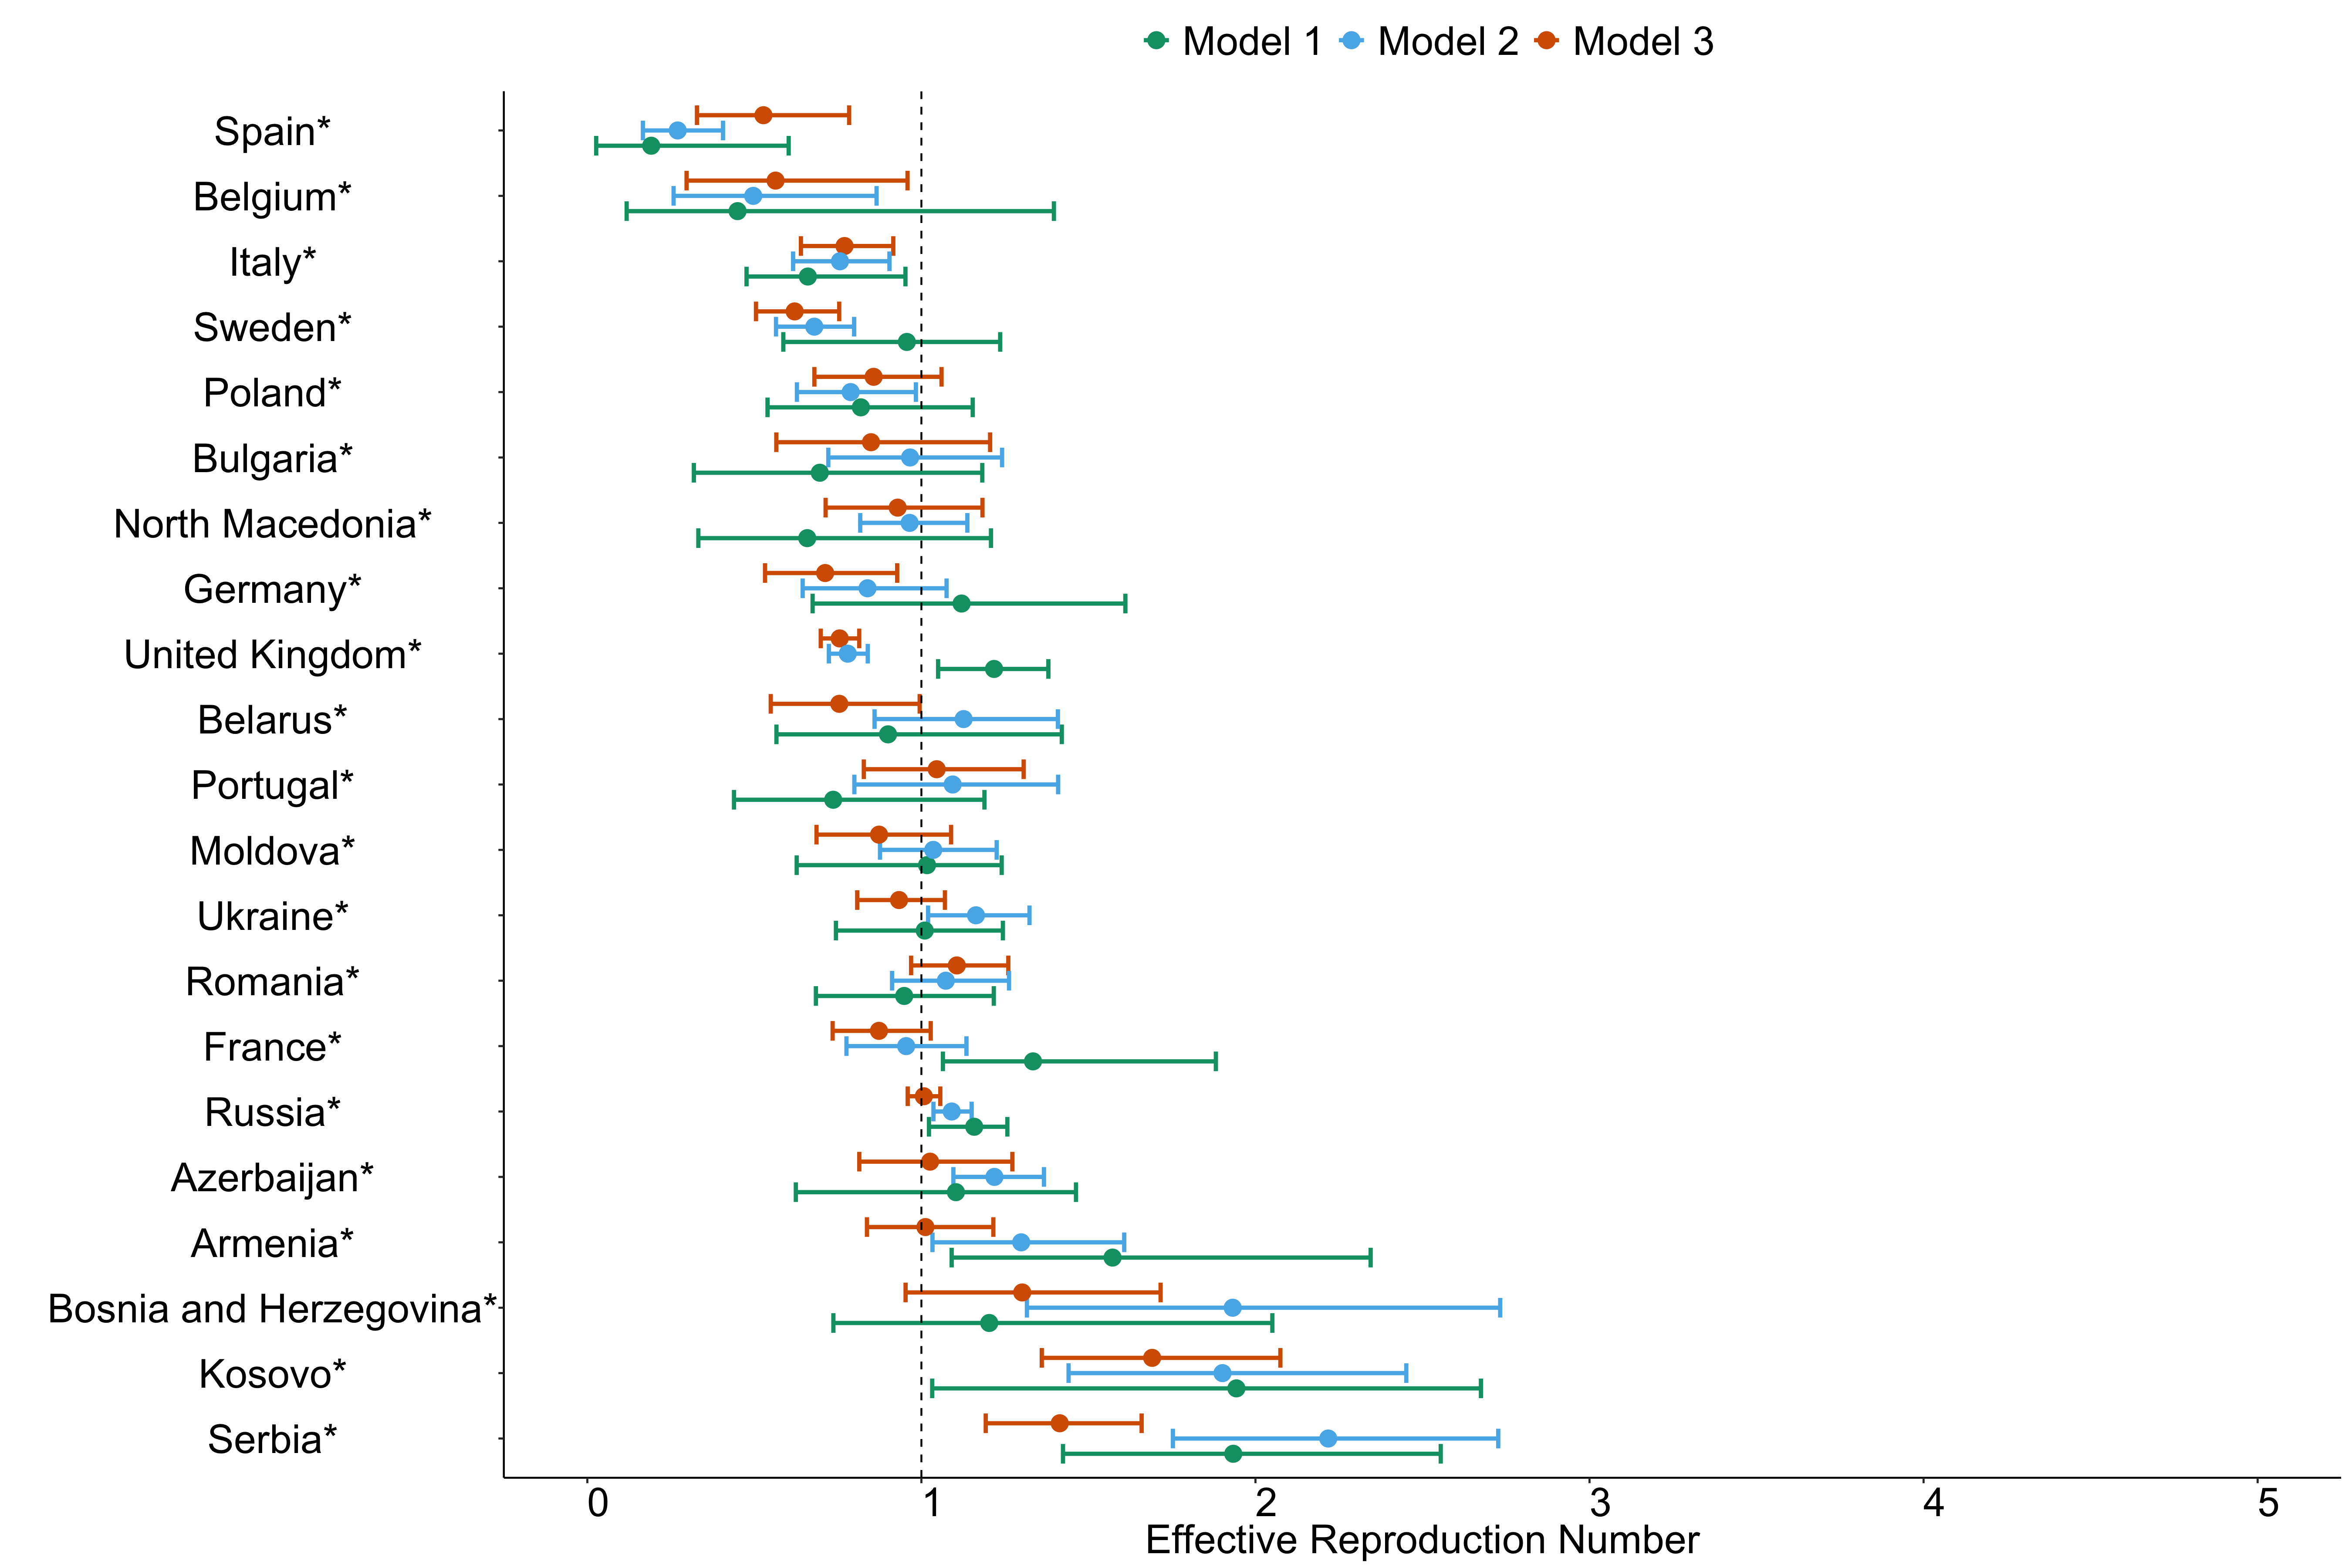 Model 1 Model 2 Model 3
Spain*
Belgium*
Italy*
Sweden*
Poland*
Bulgaria*
North Macedonia*
Germany*
United Kingdom*
Belarus*
Portugal*
Moldova*
Ukraine*
Romania*
France*
Russia*
Azerbaijan*
Armenia*
Bosnia and Herzegovina*
Kosovo*
Serbia*
0 1 2 3 4 5
Effective Reproduction Number